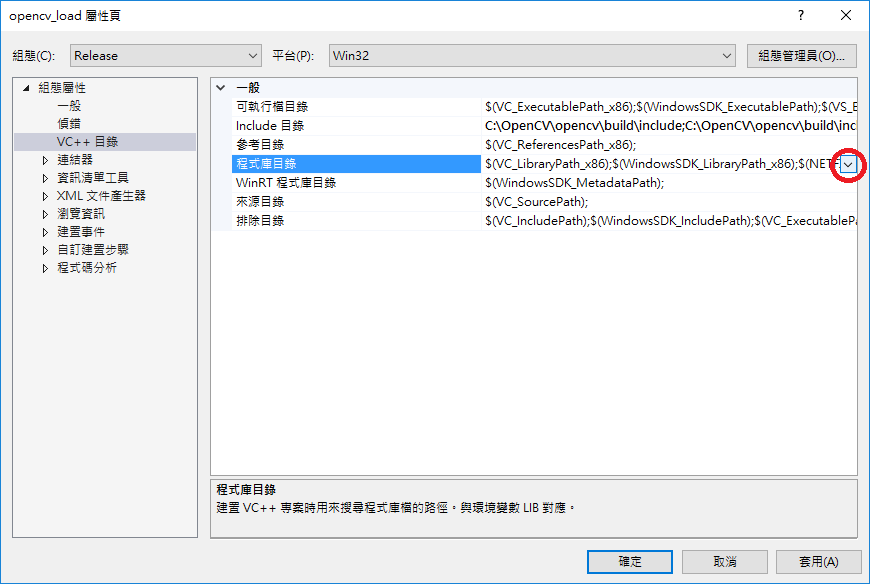 opencv_load 屬性頁
組態(C): Release 平台(P): Win32 組態管理員(O)...
組態屬性
一般
偵錯
VC++ 目錄
連結器
資訊清單工具
XML 文件產生器
瀏覽資訊
建置事件
自訂建置步驟
程式碼分析
一般
可執行檔目錄 $(VC_ExecutablePath_x86);$(WindowsSDK_ExecutablePath);$(VS_E
Include 目錄 C:\OpenCV\opencv\build\include;C:\OpenCV\opencv\build\incl
參考目錄 $(VC_ReferencesPath_x86);
程式庫目錄 $(VC_LibraryPath_x86);$(WindowsSDK_LibraryPath_x86);$(NETF
WinRT 程式庫目錄 $(WindowsSDK_MetadataPath);
來源目錄 $(VC_SourcePath);
排除目錄 $(VC_IncludePath);$(WindowsSDK_IncludePath);$(VC_ExecutablePa
程式庫目錄
建置 VC++ 專案時用來搜尋程式庫檔的路徑。與環境變數 LIB 對應。
確定 取消 套用(A)